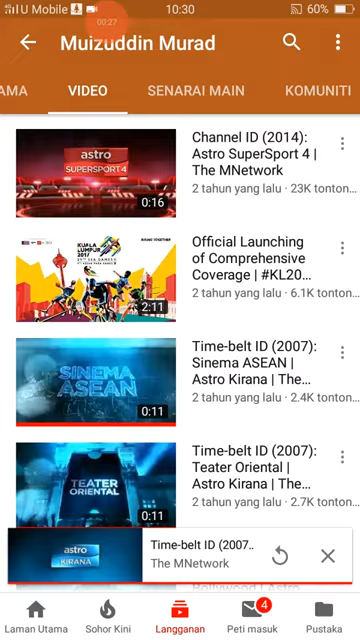 U Mobile
00:27
10:30
60%
Muizuddin Murad
AMA
VIDEO
SENARAI MAIN
KOMUNITI
astro
SUPERSPORT 4
0:16
Channel ID (2014):
Astro SuperSport 4 |
The MNetwork
2 tahun yang lalu · 23K tonton...
KUALA
LUMPUR 2017
RISING TOGETHER
2:11
Official Launching
of Comprehensive
Coverage | #KL20...
2 tahun yang lalu · 6.1K tonton...
SINEMA
ASEAN
0:11
Time-belt ID (2007):
Sinema ASEAN |
Astro Kirana | The...
2 tahun yang lalu · 2.4K tonton...
TEATER
ORIENTAL
0:11
Time-belt ID (2007):
Teater Oriental |
Astro Kirana | The...
2 tahun yang lalu · 2.7K tonton...
astro
KIRANA
Time-belt ID (2007..
The MNetwork
Bollywood | Astro
Laman Utama
Sohor Kini
Langganan
4
Peti masuk
Pustaka